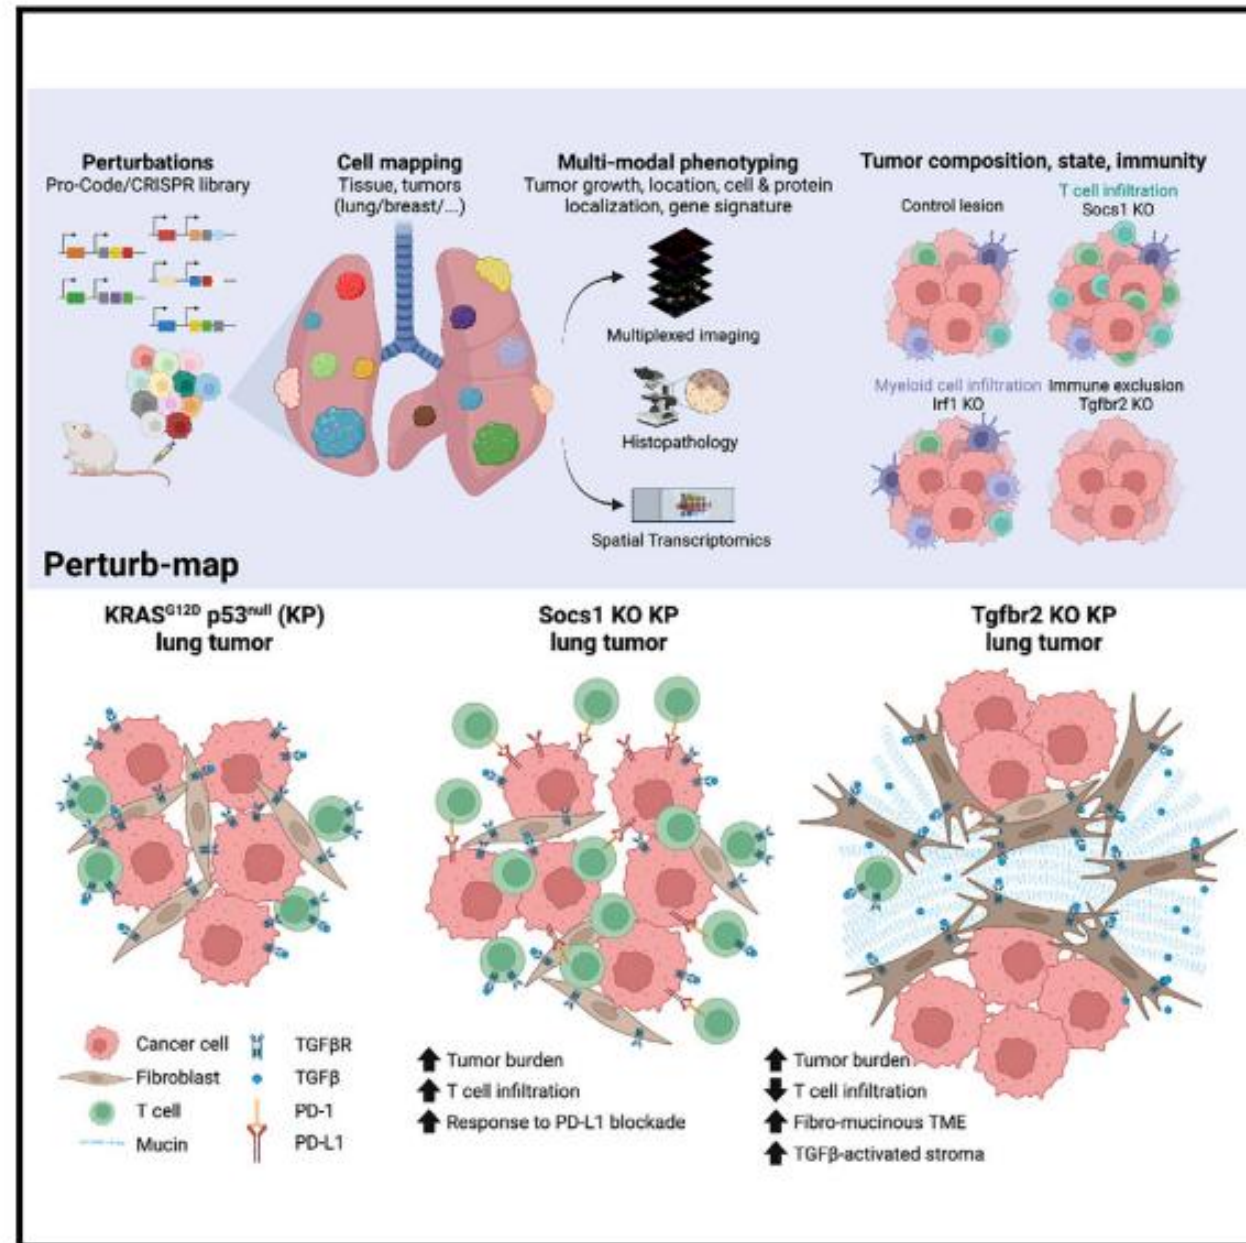 Perturbations
Pro-Code/CRISPR library
Cell mapping
Tissue, tumors
(lung/breast/...)
Multi-modal phenotyping
Tumor growth, location, cell & protein
localization, gene signature
Multiplexed imaging
Histopathology
Spatial Transcriptomics
Tumor composition, state, immunity
Control lesion
T cell infiltration
Socs1 KO
Myeloid cell infiltration
Irf1 KO
Immune exclusion
Tgfbr2 KO
Perturb-map
KRASᴳ¹²ᴰ p53ⁿᵘˡˡ (KP)
lung tumor
Socs1 KO KP
lung tumor
Tgfbr2 KO KP
lung tumor
Cancer cell
Fibroblast
T cell
Mucin
TGFβR
TGFβ
PD-1
PD-L1
Tumor burden
T cell infiltration
Response to PD-L1 blockade
Tumor burden
T cell infiltration
Fibro-mucinous TME
TGFβ-activated stroma